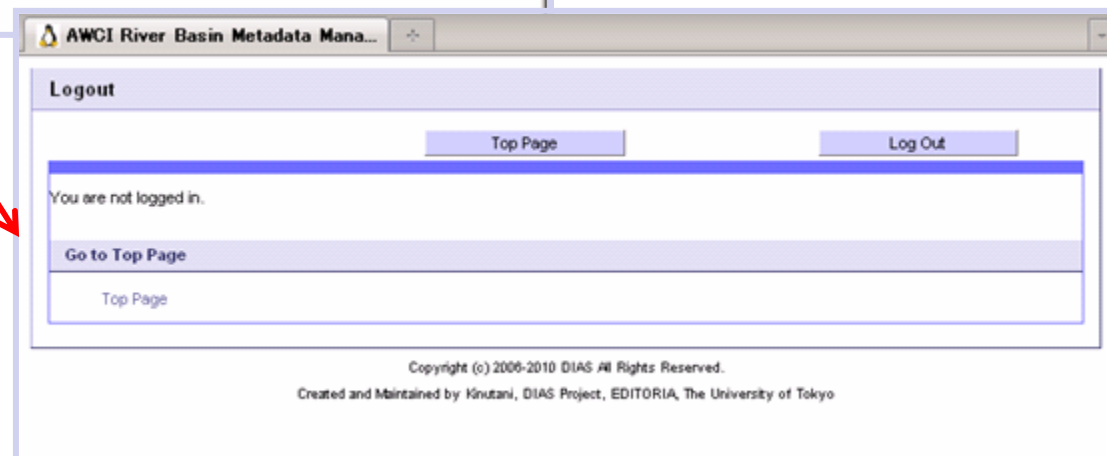 AWCI River Basin Metadata Mana...
Logout
Top Page Log Out
You are not logged in.
Go to Top Page
Top Page
Copyright (c) 2006-2010 DIAS All Rights Reserved.
Created and Maintained by Kinutani, DIAS Project, EDITORIA, The University of Tokyo